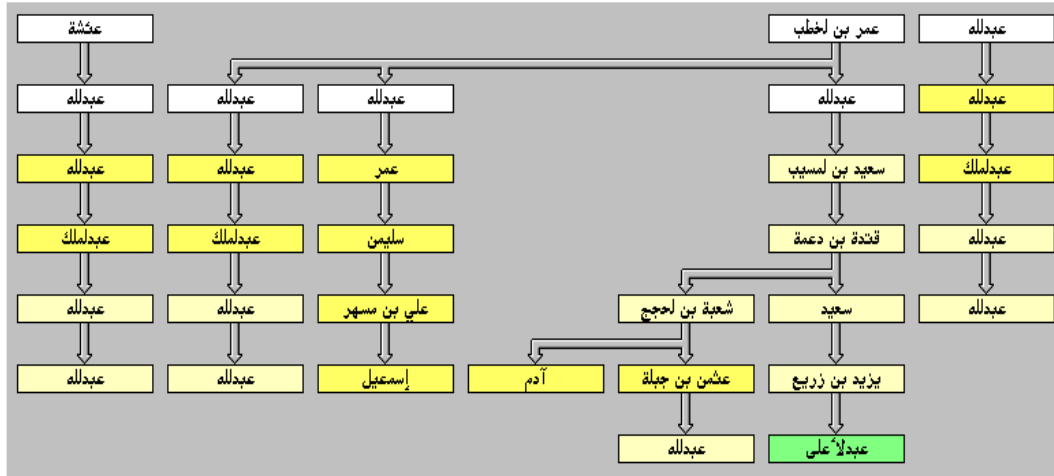 عبدلله عمر بن لخطب عئشة
عبدلله عبدلله عبدلله عبدلله عبدلله
عبدلملك سعيد بن لمسيب عمر عبدلله عبدلله
عبدلله قتدة بن دعمة سليمن عبدلملك عبدلملك
عبدلله سعيد شعبة بن لحجج علي بن مسهر عبدلله عبدلله
يزيد بن زريع عثمن بن جبلة آدم إسمعيل عبدلله عبدلله
عبدلأعلى عبدلله